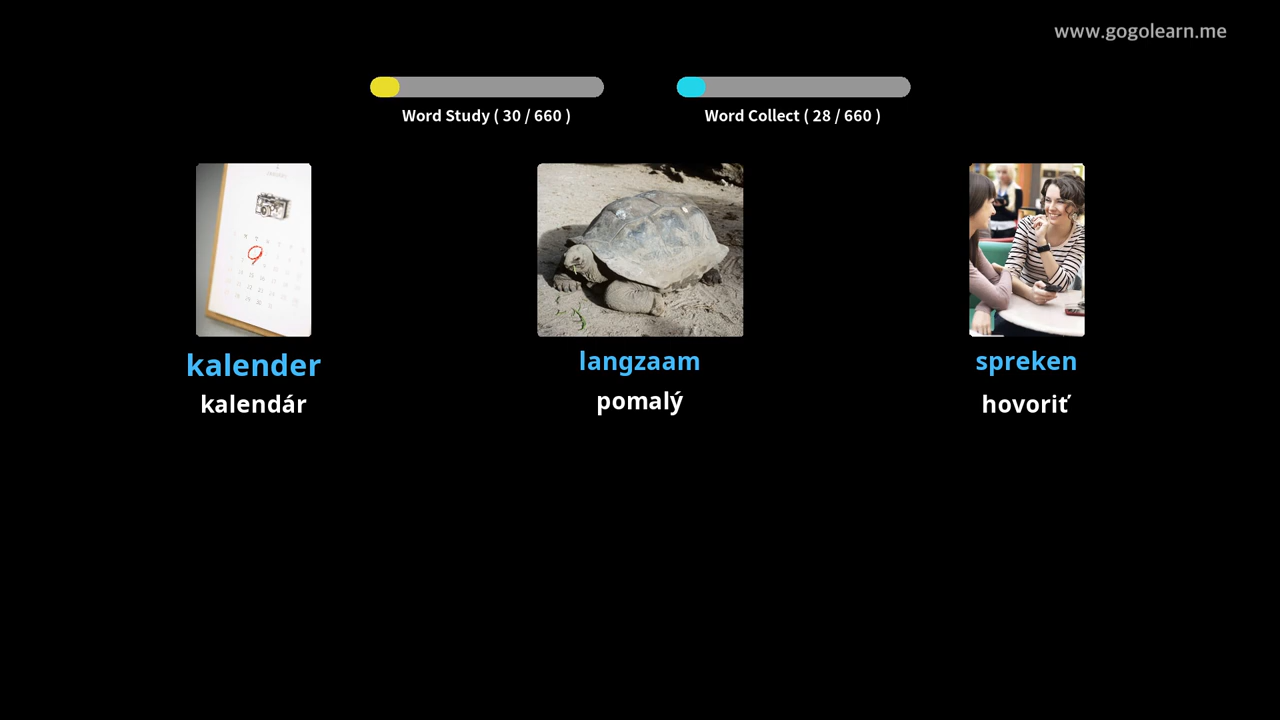 www.gogolearn.me
Word Study ( 30 / 660 )
Word Collect ( 28 / 660 )
kalender
langzaam
spreken
kalendár
pomalý
hovoriť